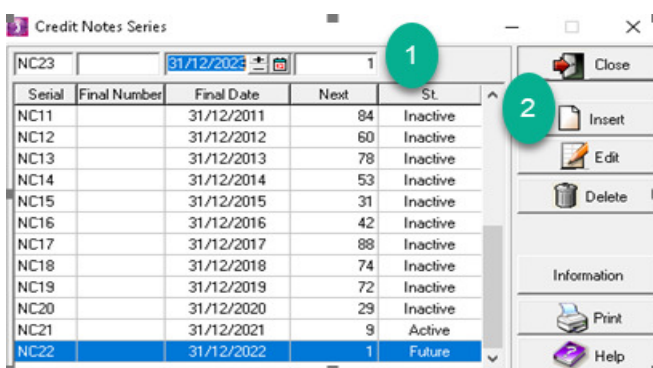 Credit Notes Series
NC23 31/12/2023 1
1
Close
Serial Final Number Final Date Next St.
2
Insert
NC11 31/12/2011 84 Inactive
NC12 31/12/2012 60 Inactive
Edit
NC13 31/12/2013 78 Inactive
NC14 31/12/2014 53 Inactive
Delete
NC15 31/12/2015 31 Inactive
NC16 31/12/2016 42 Inactive
NC17 31/12/2017 88 Inactive
NC18 31/12/2018 74 Inactive
Information
NC19 31/12/2019 72 Inactive
NC20 31/12/2020 29 Inactive
Print
NC21 31/12/2021 9 Active
NC22 31/12/2022 1 Future
Help